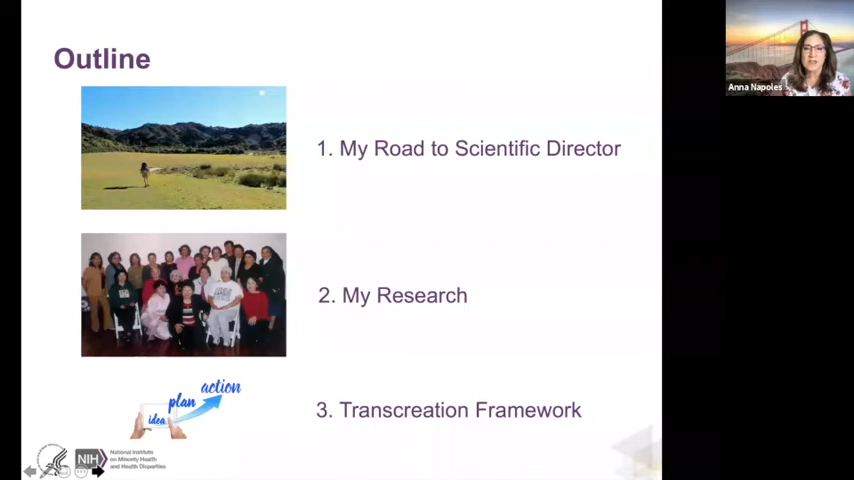 Outline
1. My Road to Scientific Director
2. My Research
action
plan
idea
3. Transcreation Framework
NIH
National Institute
on Minority Health
and Health Disparities
Anna Napoles